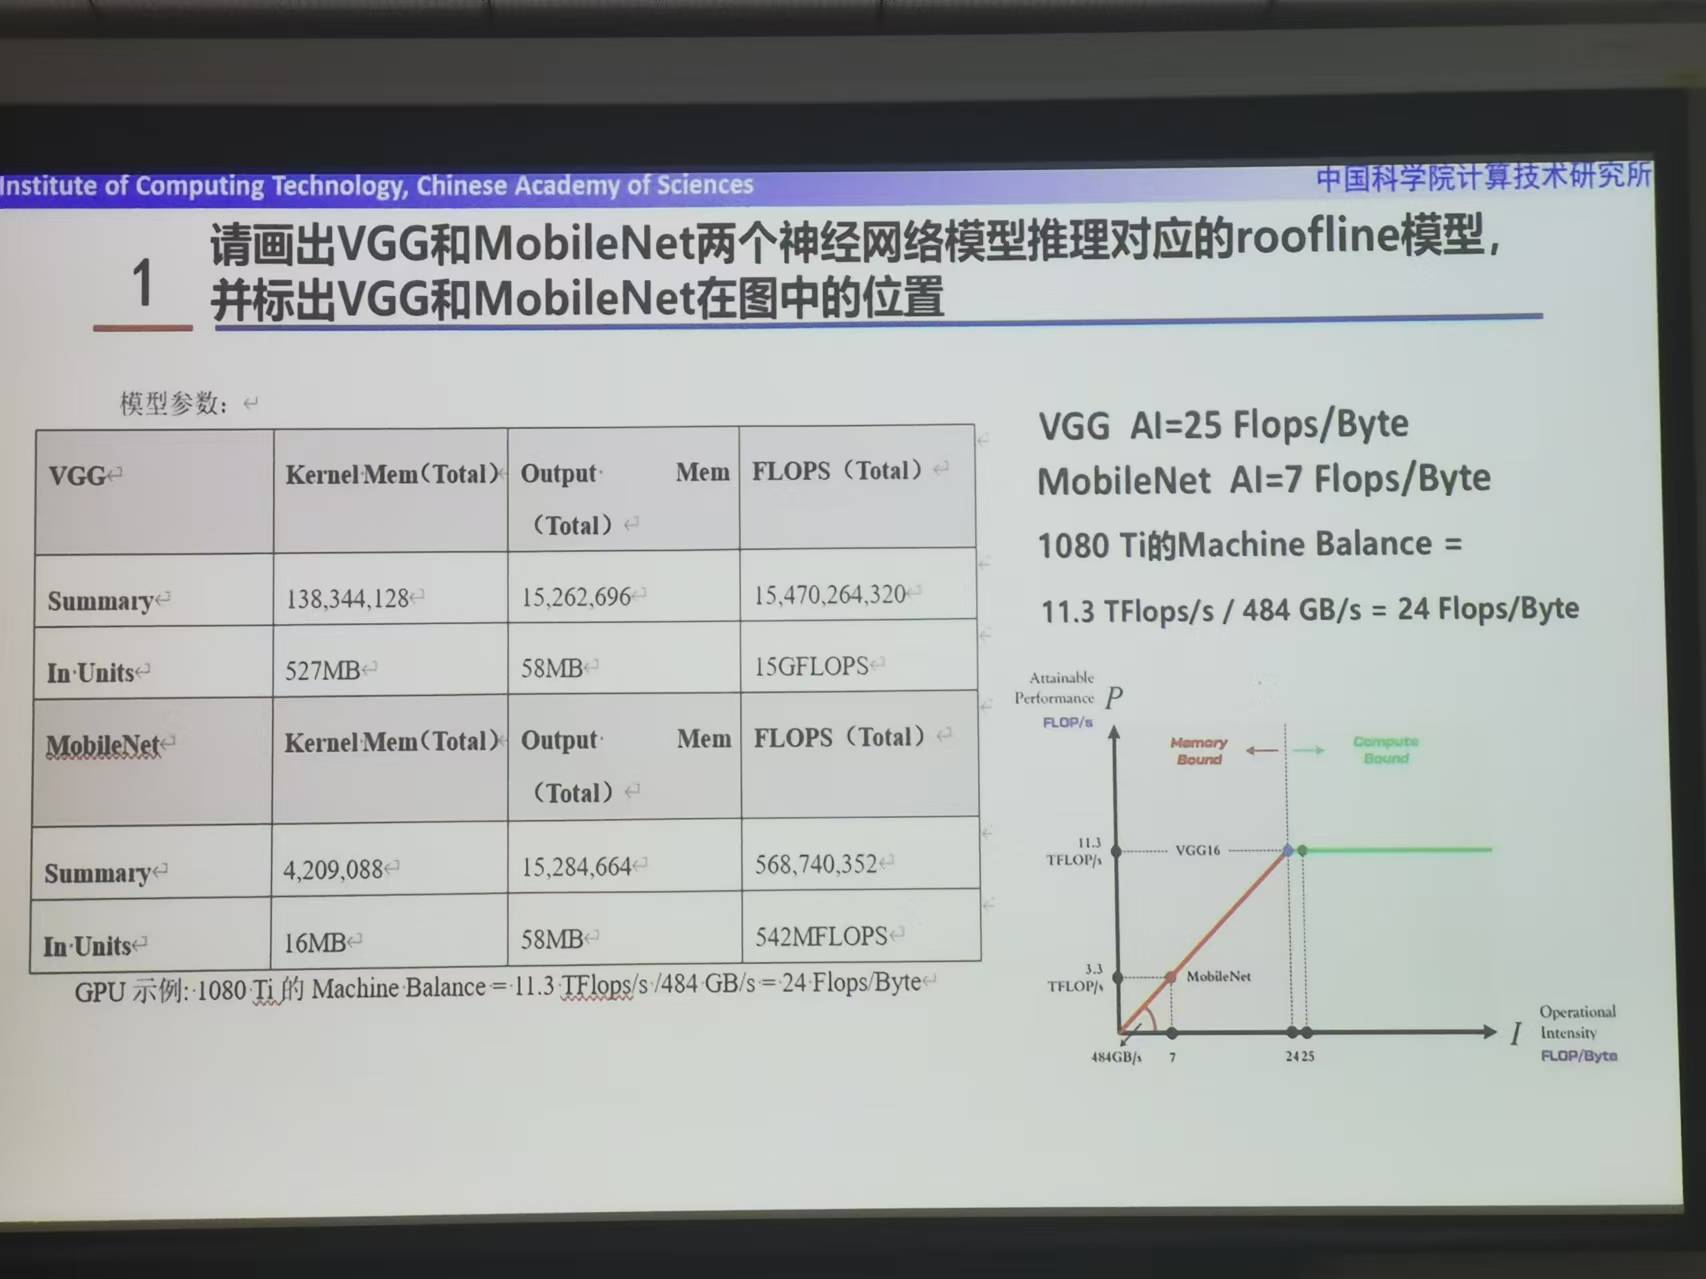 Institute of Computing Technology, Chinese Academy of Sciences
中国科学院计算技术研究所
1
请画出VGG和MobileNet两个神经网络模型推理对应的roofline模型,
并标出VGG和MobileNet在图中的位置
模型参数:
VGG Kernel Mem(Total) Output Mem (Total) FLOPS (Total)
Summary 138,344,128 15,262,696 15,470,264,320
In Units 527MB 58MB 15GFLOPS
MobileNet Kernel Mem(Total) Output Mem (Total) FLOPS (Total)
Summary 4,209,088 15,284,664 568,740,352
In Units 16MB 58MB 542MFLOPS
GPU 示例: 1080 Ti 的 Machine Balance = 11.3 TFlops/s /484 GB/s = 24 Flops/Byte
VGG AI=25 Flops/Byte
MobileNet AI=7 Flops/Byte
1080 Ti的Machine Balance =
11.3 TFlops/s / 484 GB/s = 24 Flops/Byte
Attainable
Performance P
FLOP/s
Memory
Bound
Compute
Bound
11.3
TFLOP/s
VGG16
3.3
TFLOP/s
MobileNet
484GB/s 7 24 25
I
Operational
Intensity
FLOP/Byte